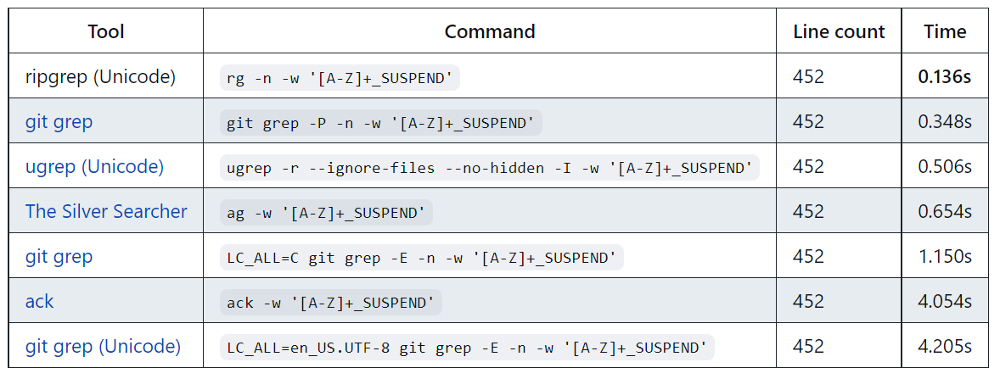 Tool Command Line count Time
ripgrep (Unicode) rg -n -w '[A-Z]+_SUSPEND' 452 0.136s
git grep git grep -P -n -w '[A-Z]+_SUSPEND' 452 0.348s
ugrep (Unicode) ugrep -r --ignore-files --no-hidden -I -w '[A-Z]+_SUSPEND' 452 0.506s
The Silver Searcher ag -w '[A-Z]+_SUSPEND' 452 0.654s
git grep LC_ALL=C git grep -E -n -w '[A-Z]+_SUSPEND' 452 1.150s
ack ack -w '[A-Z]+_SUSPEND' 452 4.054s
git grep (Unicode) LC_ALL=en_US.UTF-8 git grep -E -n -w '[A-Z]+_SUSPEND' 452 4.205s